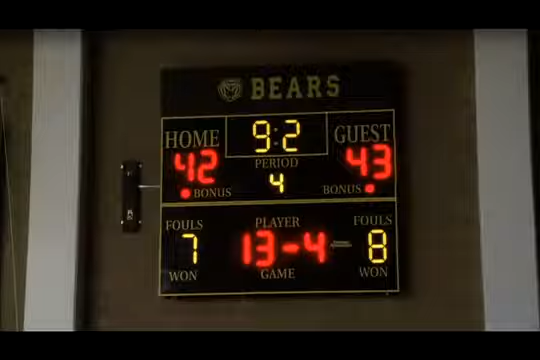 BEARS
HOME 9:2 GUEST
42 PERIOD 43
BONUS 4 BONUS
FOULS PLAYER FOULS
7 13-4 8
WON GAME WON